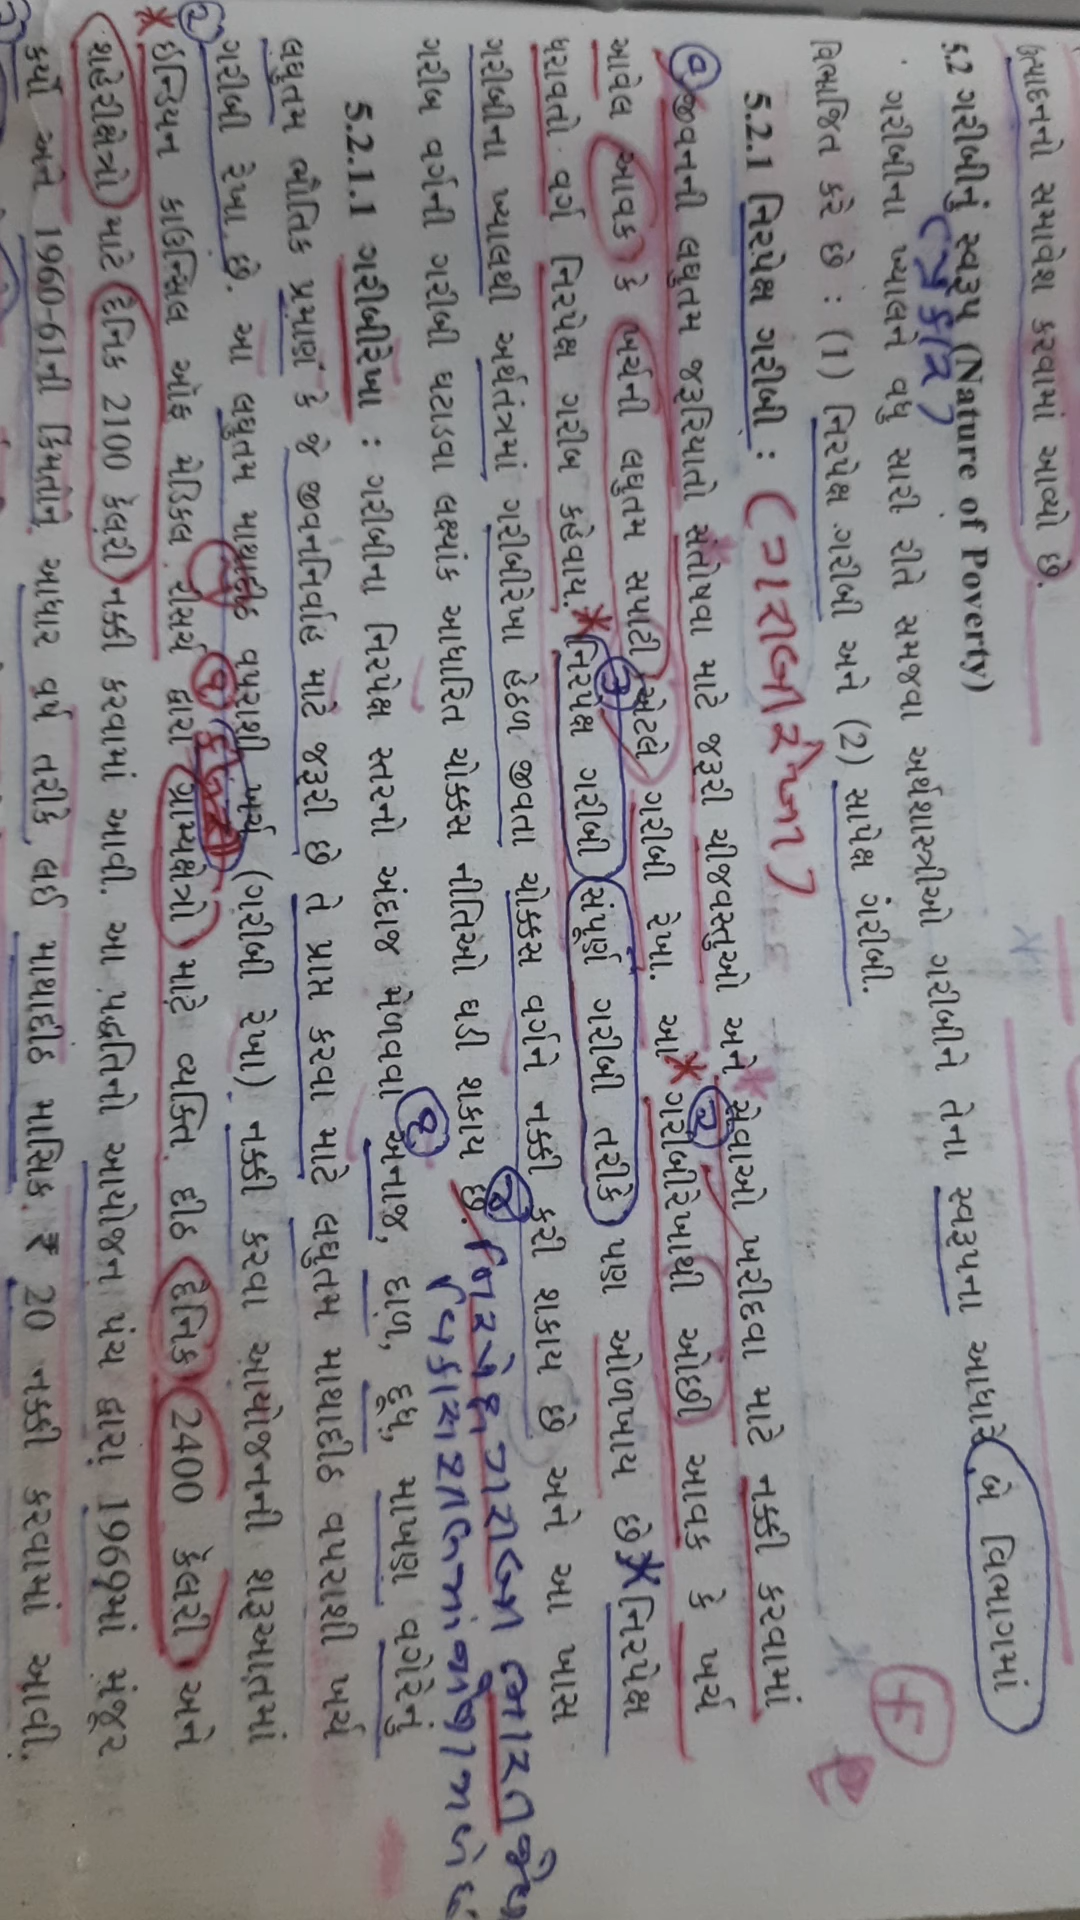 ઉત્પાદનનો સમાવેશ કરવામાં આવ્યો છે.
5.2 ગરીબીનું સ્વરૂપ (Nature of Poverty)
(પ્રકાર)
ગરીબીના ખ્યાલને વધુ સારી રીતે સમજવા અર્થશાસ્ત્રીઓ ગરીબીને તેના સ્વરૂપના આધારે બે વિભાગમાં
વિભાજિત કરે છે : (1) નિરપેક્ષ ગરીબી અને (2) સાપેક્ષ ગરીબી.
5.2.1 નિરપેક્ષ ગરીબી : (ગરીબરેખા)
જીવનની લઘુતમ જરૂરિયાતો સંતોષવા માટે જરૂરી ચીજવસ્તુઓ અને સેવાઓ ખરીદવા માટે નક્કી કરવામાં
આવેલ આવક કે ખર્ચની લઘુતમ સપાટી એટલે ગરીબી રેખા. આ ગરીબીરેખાથી ઓછી આવક કે ખર્ચ
ધરાવતો વર્ગ નિરપેક્ષ ગરીબ કહેવાય. નિરપેક્ષ ગરીબી સંપૂર્ણ ગરીબી તરીકે પણ ઓળખાય છે. નિરપેક્ષ
ગરીબીના ખ્યાલથી અર્થતંત્રમાં ગરીબીરેખા હેઠળ જીવતા ચોક્કસ વર્ગને નક્કી કરી શકાય છે અને આ ખાસ
ગરીબ વર્ગની ગરીબી ઘટાડવા લક્ષ્યાંક આધારિત ચોક્કસ નીતિઓ ઘડી શકાય છે. નિરપેક્ષ ગરીબી ભારત જેવા
વિકાસશીલ દેશોમાં જોવા મળે છે
5.2.1.1 ગરીબીરેખા : ગરીબીના નિરપેક્ષ સ્તરનો અંદાજ મેળવવા અનાજ, દાળ, દૂધ, માખણ વગેરેનું
લઘુતમ ભૌતિક પ્રમાણ કે જે જીવનનિર્વાહ માટે જરૂરી છે તે પ્રાપ્ત કરવા માટે લઘુતમ માથાદીઠ વપરાશી ખર્ચ
ગરીબી રેખા છે. આ લઘુતમ માથાદીઠ વપરાશી ખર્ચ (ગરીબી રેખા) નક્કી કરવા આયોજનની શરૂઆતમાં
ઇન્ડિયન કાઉન્સિલ ઓફ મેડિકલ રીસર્ચ દ્વારા ગ્રામ્યક્ષેત્રો માટે વ્યક્તિ દીઠ દૈનિક 2400 કૅલરી અને
શહેરીક્ષેત્રો માટે દૈનિક 2100 કૅલરી નક્કી કરવામાં આવી. આ પદ્ધતિનો આયોજન પંચ દ્વારા 1969માં મંજૂર
કર્યો અને 1960-61ની કિંમતોને આધાર વર્ષ તરીકે લઈ માથાદીઠ માસિક ₹ 20 નક્કી કરવામાં આવી.